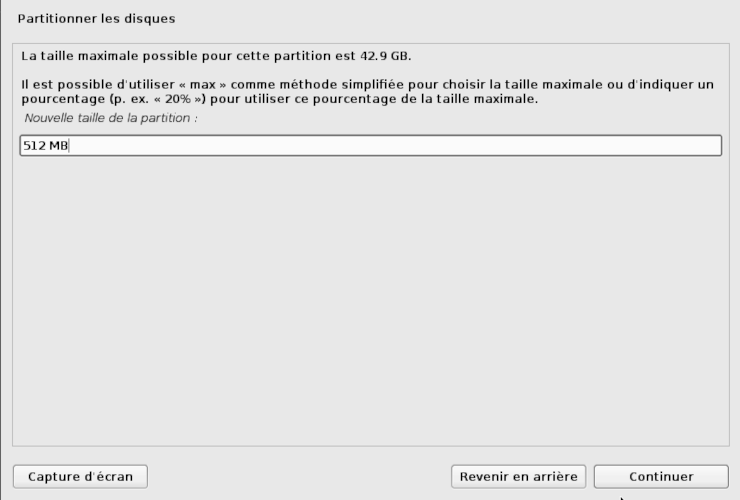 Partitionner les disques
La taille maximale possible pour cette partition est 42.9 GB.
Il est possible d'utiliser « max » comme méthode simplifiée pour choisir la taille maximale ou d'indiquer un
pourcentage (p. ex. « 20% ») pour utiliser ce pourcentage de la taille maximale.
Nouvelle taille de la partition :
512 MB
Capture d'écran
Revenir en arrière
Continuer